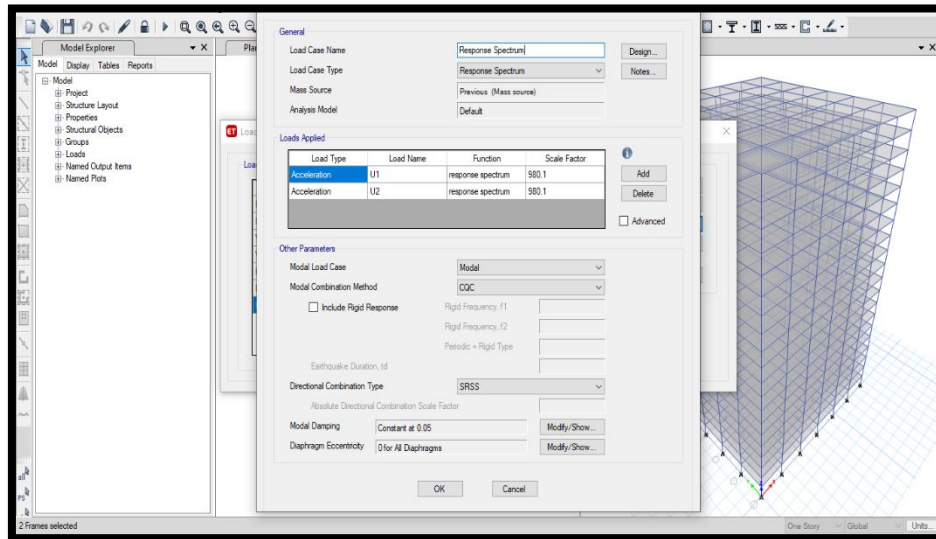 Model Explorer
Model Display Tables Reports
Model
Project
Structure Layout
Properties
Structural Objects
Groups
Loads
Named Output Items
Named Plots
General
Load Case Name Response Spectrum Design...
Load Case Type Response Spectrum Notes...
Mass Source Previous (Mass source)
Analysis Model Default
Loads Applied
Load Type Load Name Function Scale Factor
Acceleration U1 response spectrum 980.1 Add
Acceleration U2 response spectrum 980.1 Delete
Advanced
Other Parameters
Modal Load Case Modal
Modal Combination Method CQC
Include Rigid Response Rigid Frequency, f1
Rigid Frequency, f2
Periodic + Rigid Type
Earthquake Duration, td
Directional Combination Type SRSS
Absolute Directional Combination Scale Factor
Modal Damping Constant at 0.05 Modify/Show...
Diaphragm Eccentricity 0 for All Diaphragms Modify/Show...
OK Cancel
2 Frames selected One Story Global Units...